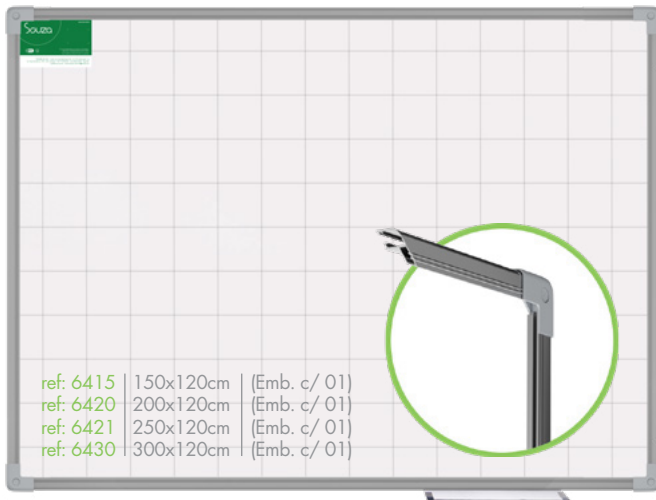 Souza
ref: 6415 | 150x120cm | (Emb. c/ 01)
ref: 6420 | 200x120cm | (Emb. c/ 01)
ref: 6421 | 250x120cm | (Emb. c/ 01)
ref: 6430 | 300x120cm | (Emb. c/ 01)